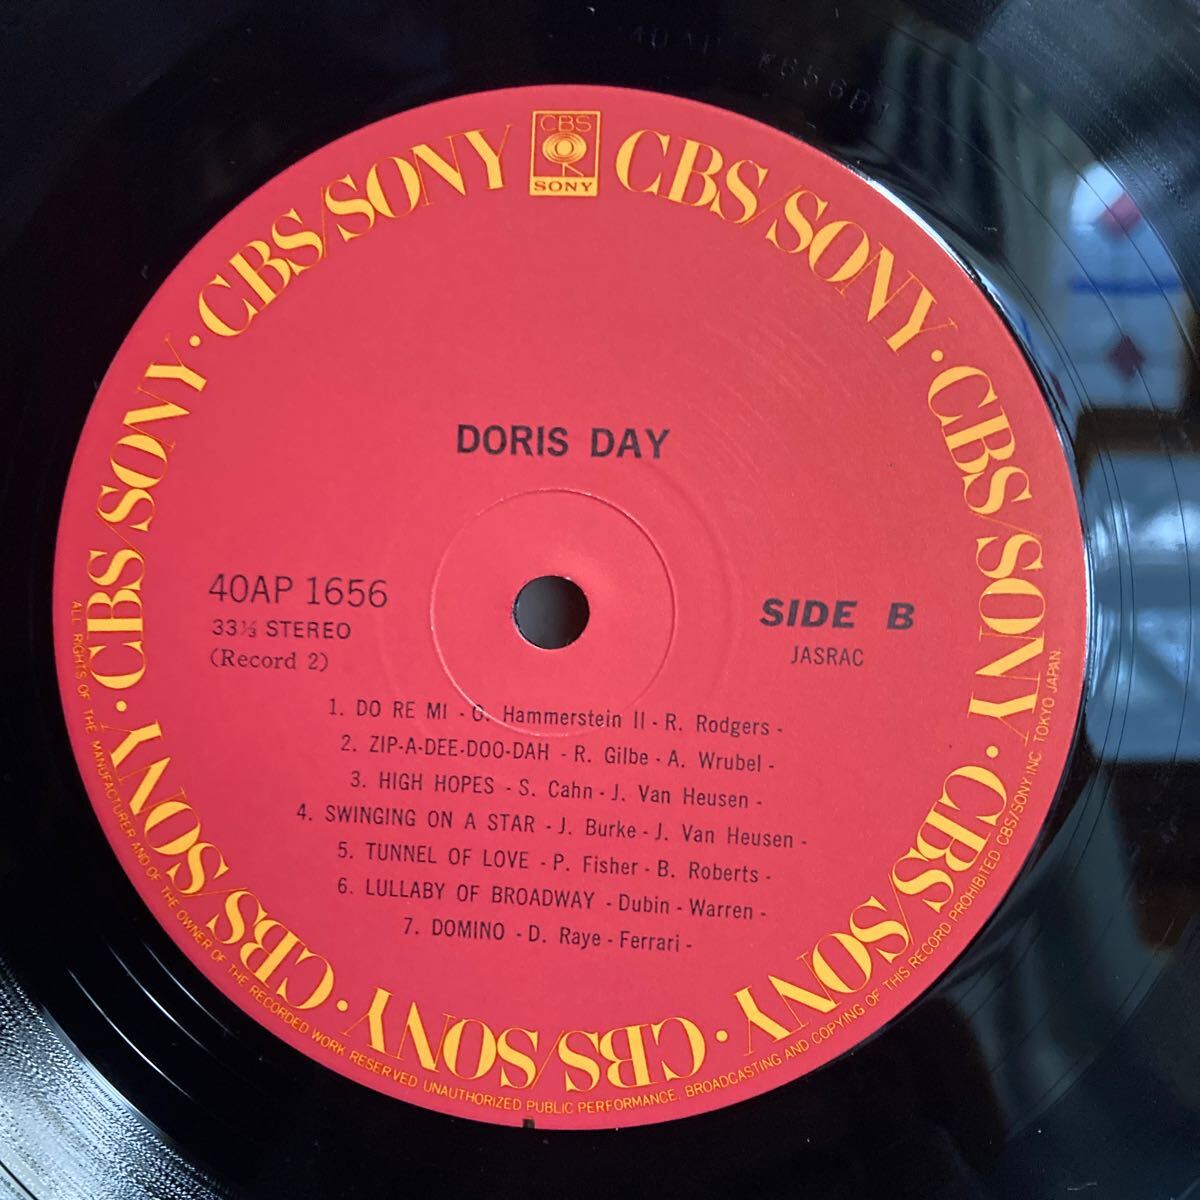 CBS
SONY
CBS/SONY · CBS/SONY · CBS/SONY · CBS/SONY · CBS/SONY · CBS/SONY · CBS/SONY · CBS/SONY
DORIS DAY
40AP 1656
33⅓ STEREO
(Record 2)
SIDE B
JASRAC
1. DO RE MI - O. Hammerstein II - R. Rodgers -
2. ZIP-A-DEE-DOO-DAH - R. Gilbe - A. Wrubel -
3. HIGH HOPES - S. Cahn - J. Van Heusen -
4. SWINGING ON A STAR - J. Burke - J. Van Heusen -
5. TUNNEL OF LOVE - P. Fisher - B. Roberts -
6. LULLABY OF BROADWAY - Dubin - Warren -
7. DOMINO - D. Raye - Ferrari -
ALL RIGHTS OF THE MANUFACTURER AND OF THE OWNER OF THE RECORDED WORK RESERVED UNAUTHORIZED PUBLIC PERFORMANCE. BROADCASTING AND COPYING OF THIS RECORD PROHIBITED CBS/SONY INC. TOKYO JAPAN.